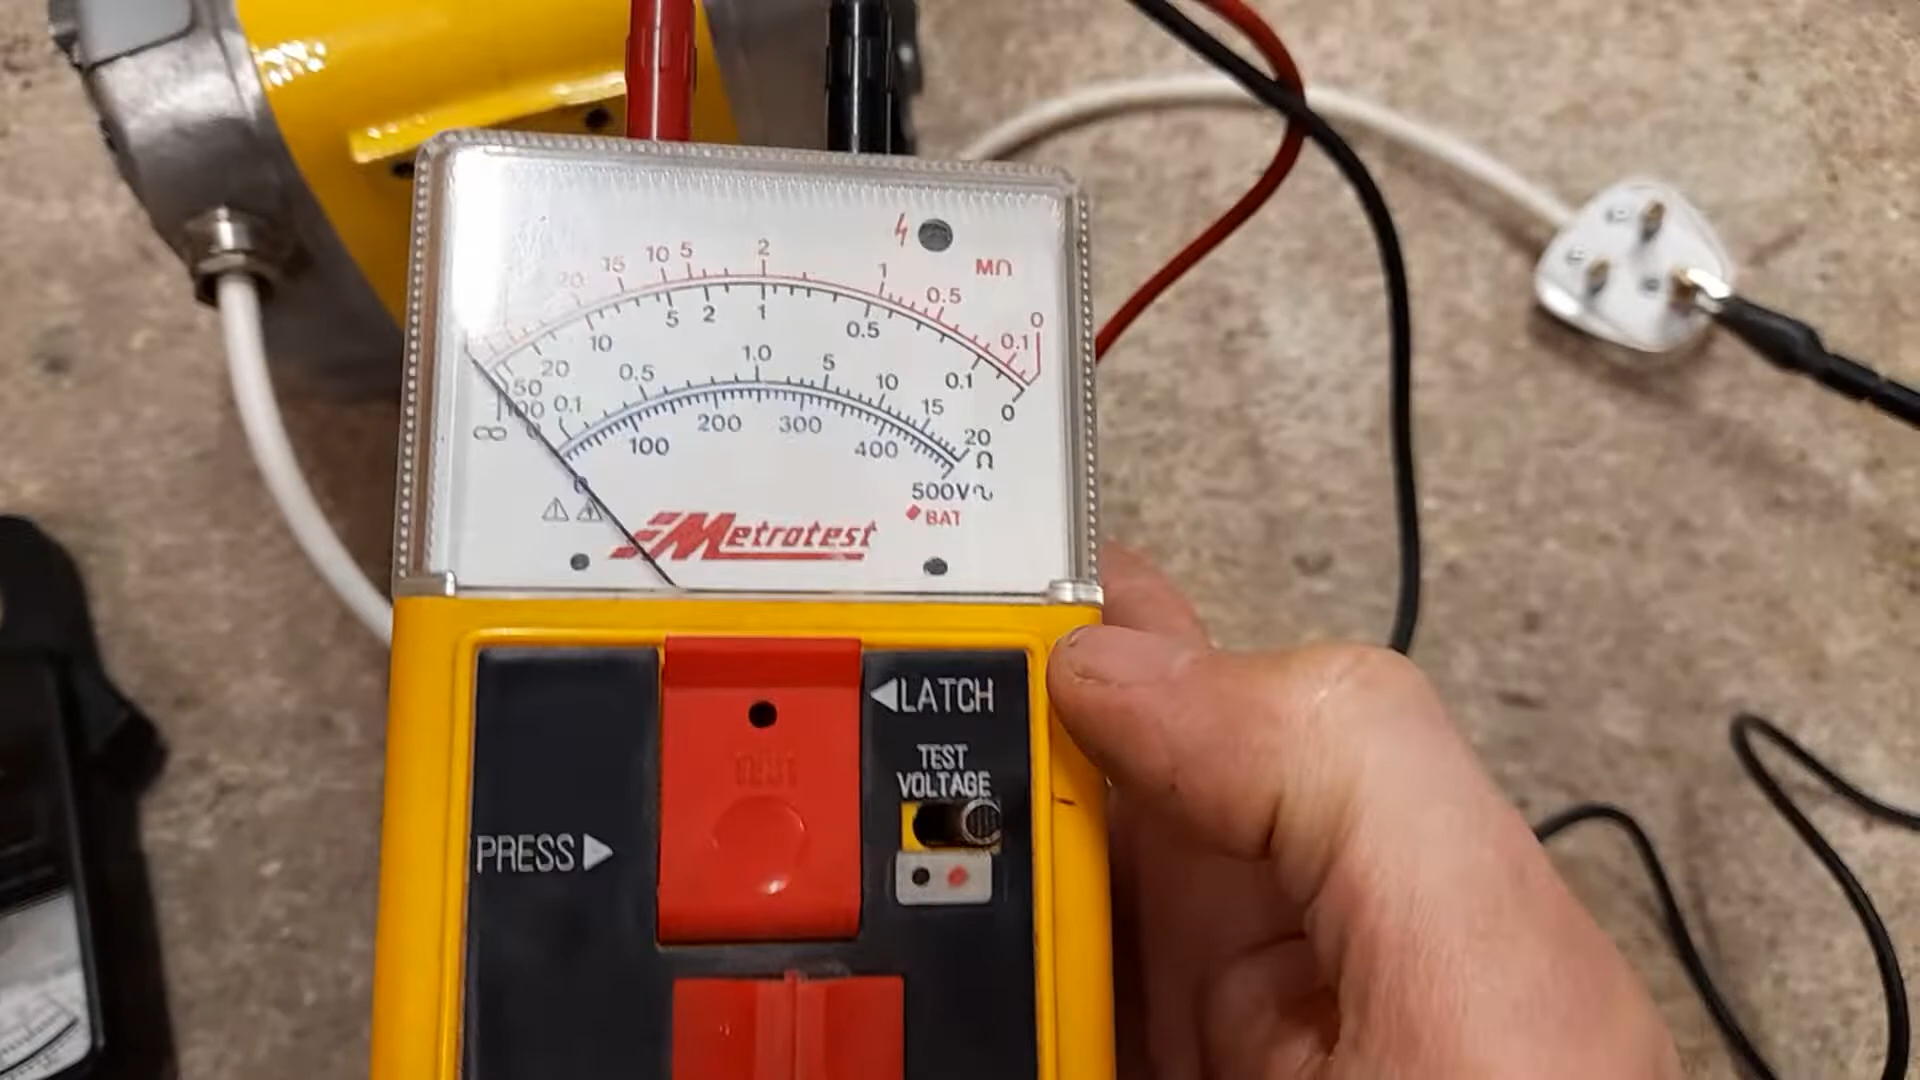 20 15 10 5 2 1 0.5 0.1 0
MΩ
∞ 100 50 20 10 5 2 1 0.5 0.1 0
0 0.1 0.5 1.0 5 10 15 20
Ω
0 100 200 300 400 500V
BAT
Metrotest
LATCH
TEST
VOLTAGE
TEST
PRESS